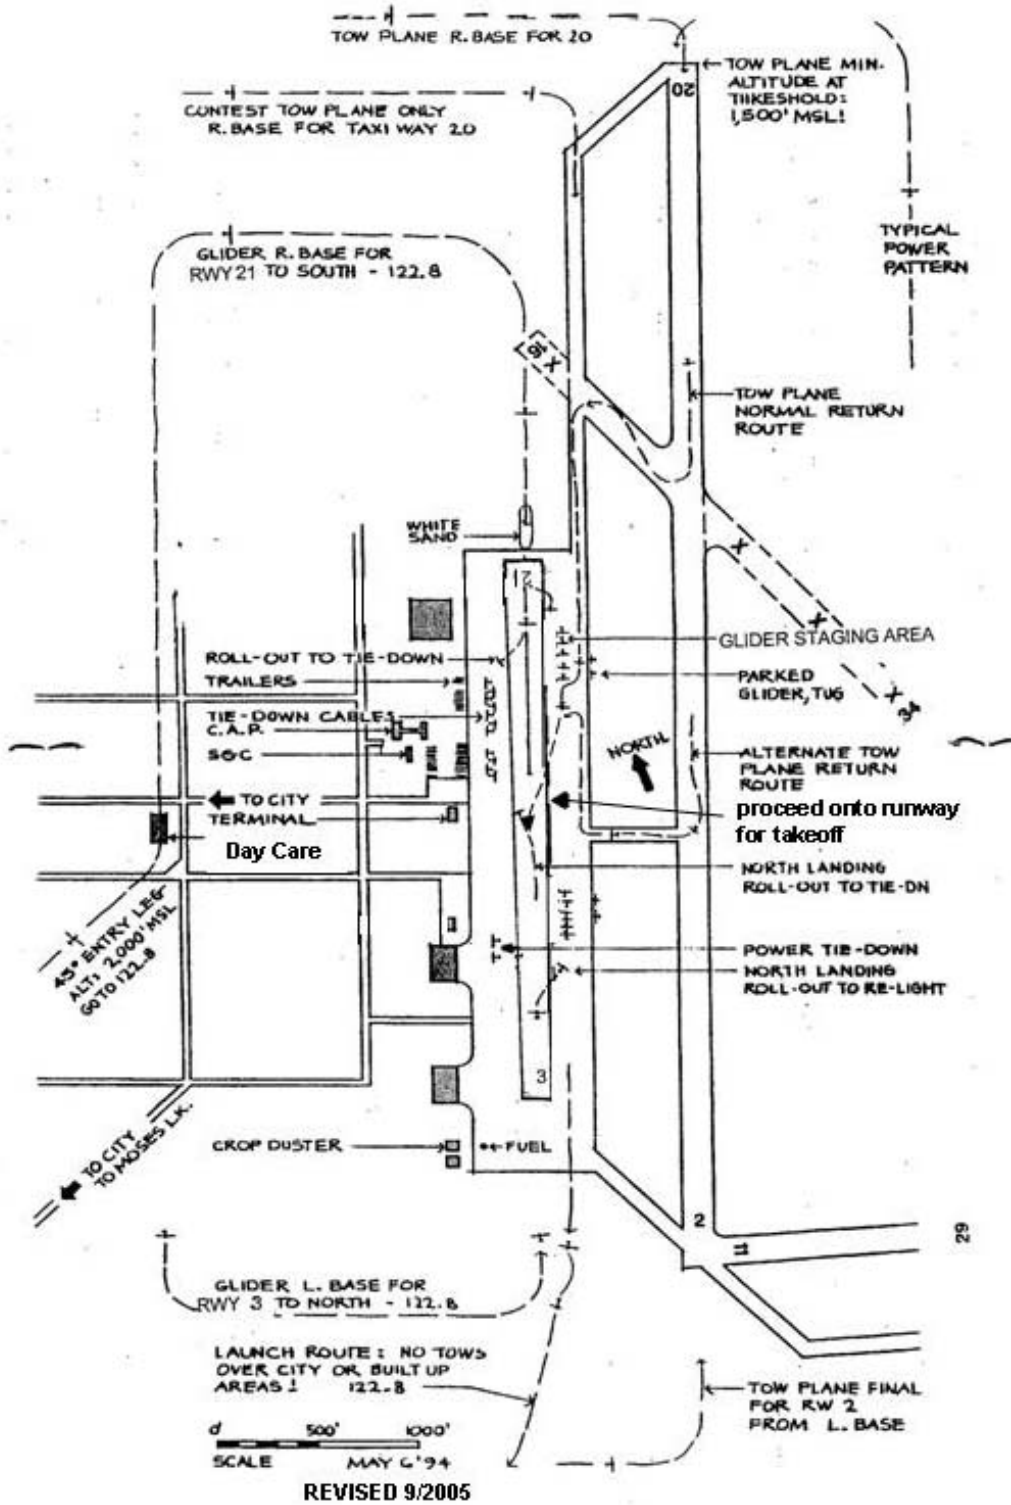 TOW PLANE R. BASE FOR 20
20
TOW PLANE MIN.
ALTITUDE AT
THRESHOLD:
1,500' MSL!
CONTEST TOW PLANE ONLY
R. BASE FOR TAXI WAY 20
TYPICAL
POWER
PATTERN
GLIDER R. BASE FOR
RWY 21 TO SOUTH - 122.8
16 X
TOW PLANE
NORMAL RETURN
ROUTE
WHITE
SAND
X
17
X
GLIDER STAGING AREA
ROLL-OUT TO TIE-DOWN
TRAILERS
PARKED
GLIDER, TUG
X 34
TIE-DOWN CABLES
C.A.P.
SGC
NORTH
ALTERNATE TOW
PLANE RETURN
ROUTE
TO CITY
TERMINAL
proceed onto runway
for takeoff
Day Care
NORTH LANDING
ROLL-OUT TO TIE-DN
45° ENTRY LEG
ALT: 2,000' MSL
GO TO 122.8
POWER TIE-DOWN
NORTH LANDING
ROLL-OUT TO RE-LIGHT
3
TO CITY
TO MOSES LK.
CROP DUSTER
FUEL
2
11
29
GLIDER L. BASE FOR
RWY 3 TO NORTH - 122.8
LAUNCH ROUTE: NO TOWS
OVER CITY OR BUILT UP
AREAS! 122.8
TOW PLANE FINAL
FOR RW 2
FROM L. BASE
0 500' 1000'
SCALE MAY 6 '94
REVISED 9/2005